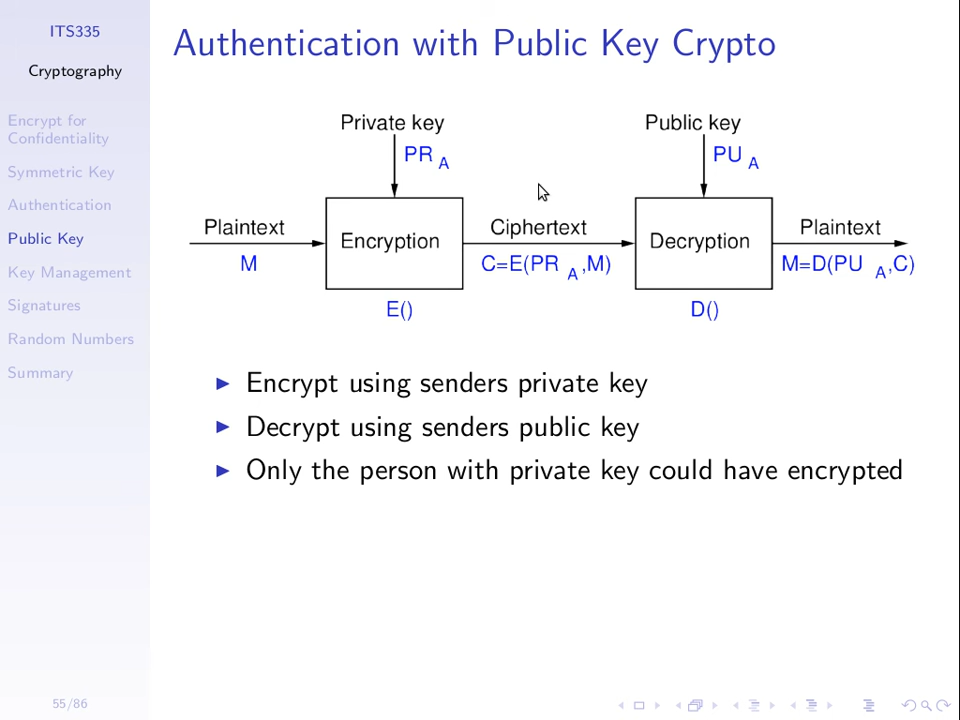 ITS335
Cryptography
Encrypt for
Confidentiality
Symmetric Key
Authentication
Public Key
Key Management
Signatures
Random Numbers
Summary
55/86
Authentication with Public Key Crypto
Private key
PR A
Public key
PU A
Plaintext
M
Encryption
E()
Ciphertext
C=E(PR A ,M)
Decryption
D()
Plaintext
M=D(PU A ,C)
Encrypt using senders private key
Decrypt using senders public key
Only the person with private key could have encrypted